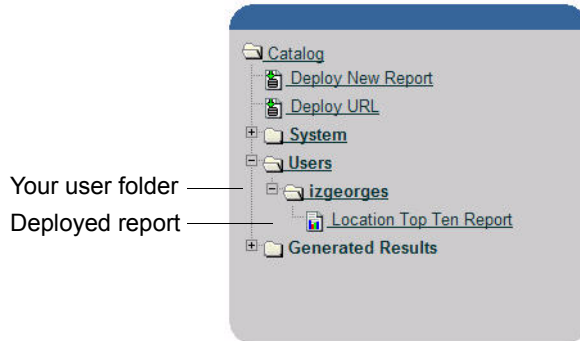 Catalog
Deploy New Report
Deploy URL
System
Users
Your user folder
izgeorges
Deployed report
Location Top Ten Report
Generated Results